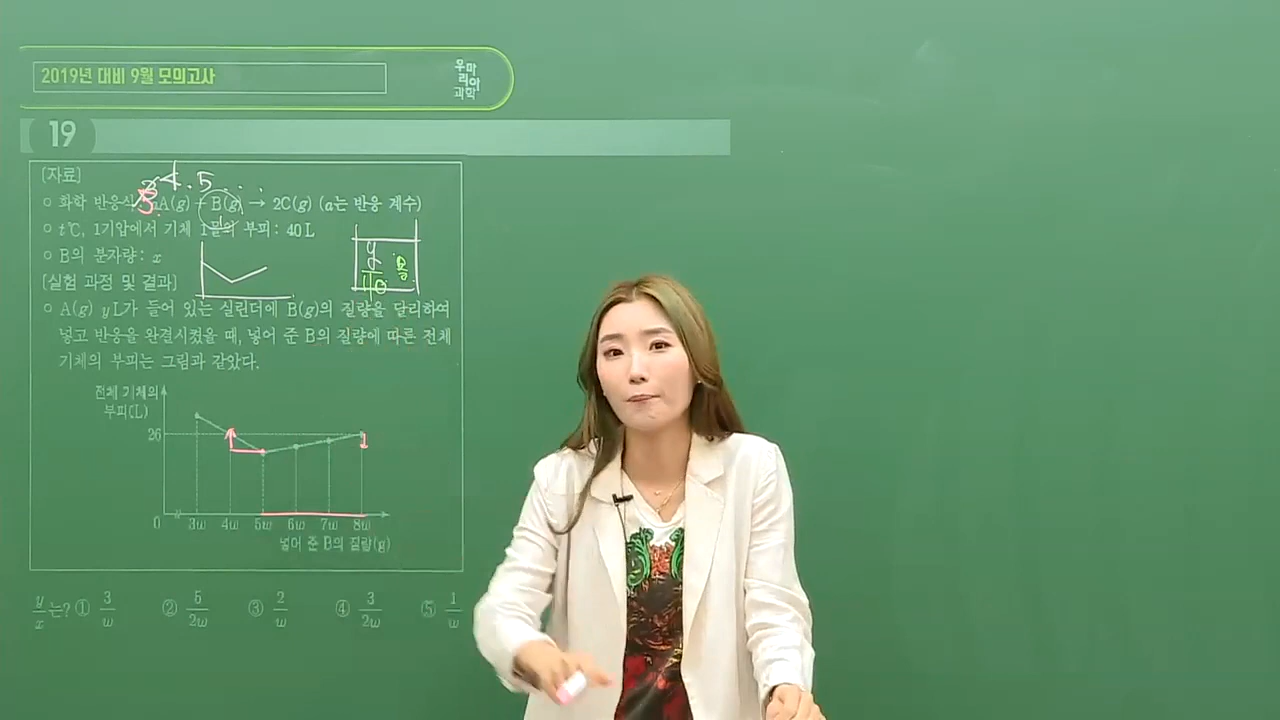 2019년 대비 9월 모의고사
우마
리아
과학
19
[자료]
4.5...
3
○ 화학 반응식: aA(g) + B(g) → 2C(g) (a는 반응 계수)
○ t℃, 1기압에서 기체 1몰의 부피: 40 L
○ B의 분자량: x
[실험 과정 및 결과]
○ A(g) y L가 들어 있는 실린더에 B(g)의 질량을 달리하여
넣고 반응을 완결시켰을 때, 넣어 준 B의 질량에 따른 전체
기체의 부피는 그림과 같았다.
전체 기체의
부피(L)
26
0 3w 4w 5w 6w 7w 8w
넣어 준 B의 질량(g)
y/x 는? ① 3/w ② 5/2w ③ 2/w ④ 3/2w ⑤ 1/w